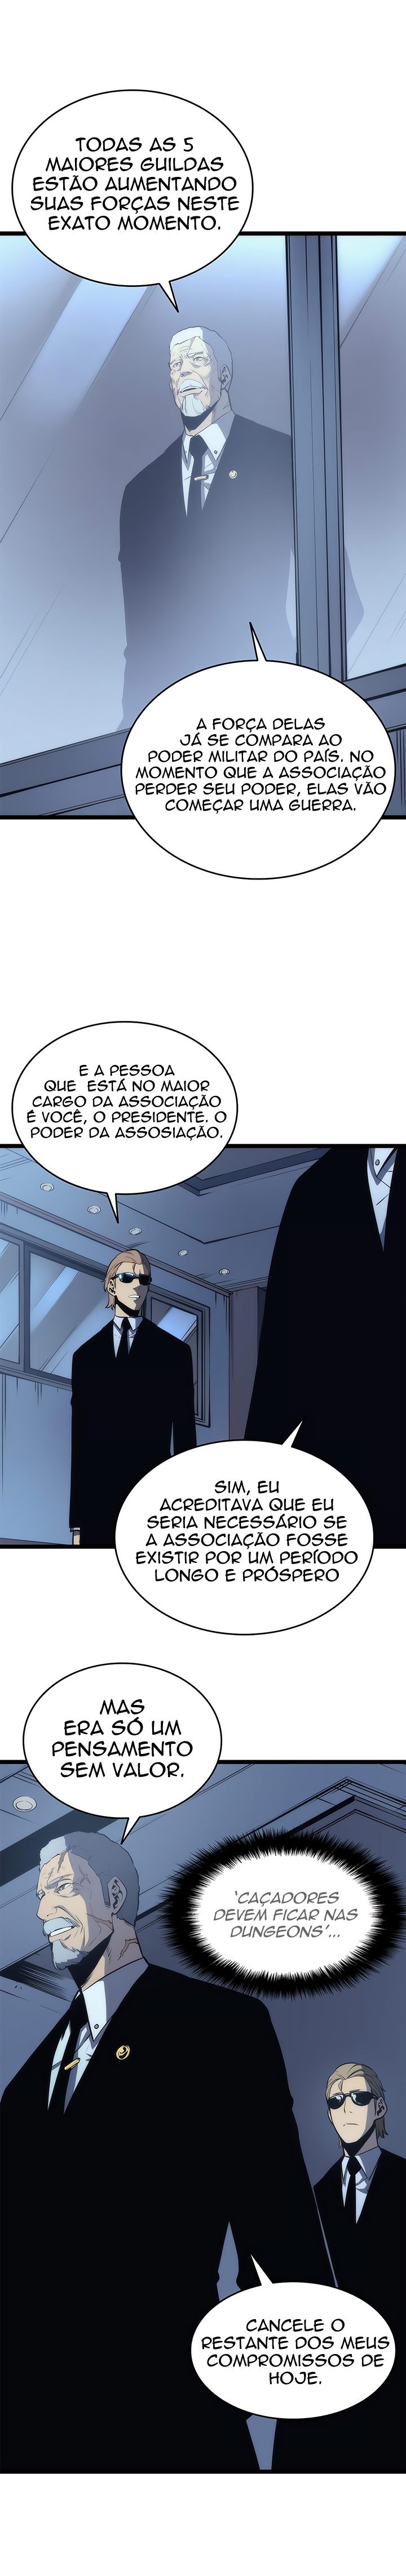 TODAS AS 5
MAIORES GUILDAS
ESTÃO AUMENTANDO
SUAS FORÇAS NESTE
EXATO MOMENTO.
A FORÇA DELAS
JÁ SE COMPARA AO
PODER MILITAR DO PAÍS. NO
MOMENTO QUE A ASSOCIAÇÃO
PERDER SEU PODER, ELAS VÃO
COMEÇAR UMA GUERRA.
E A PESSOA
QUE ESTÁ NO MAIOR
CARGO DA ASSOCIAÇÃO
É VOCÊ, O PRESIDENTE. O
PODER DA ASSOSIAÇÃO.
SIM, EU
ACREDITAVA QUE EU
SERIA NECESSÁRIO SE
A ASSOCIAÇÃO FOSSE
EXISTIR POR UM PERÍODO
LONGO E PRÓSPERO
MAS
ERA SÓ UM
PENSAMENTO
SEM VALOR.
'CAÇADORES
DEVEM FICAR NAS
DUNGEONS'...
CANCELE O
RESTANTE DOS MEUS
COMPROMISSOS DE
HOJE.